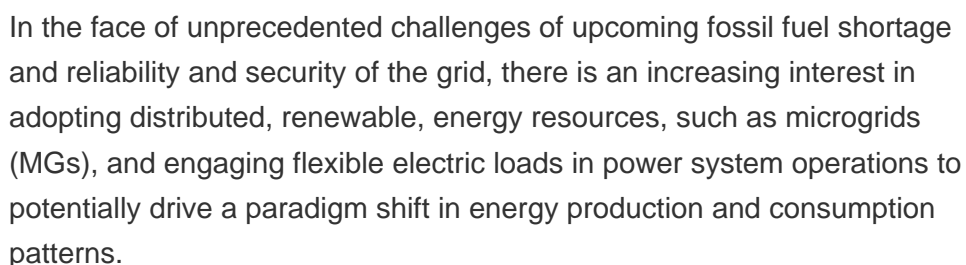 In the face of unprecedented challenges of upcoming fossil fuel shortage
and reliability and security of the grid, there is an increasing interest in
adopting distributed, renewable, energy resources, such as microgrids
(MGs), and engaging flexible electric loads in power system operations to
potentially drive a paradigm shift in energy production and consumption
patterns.